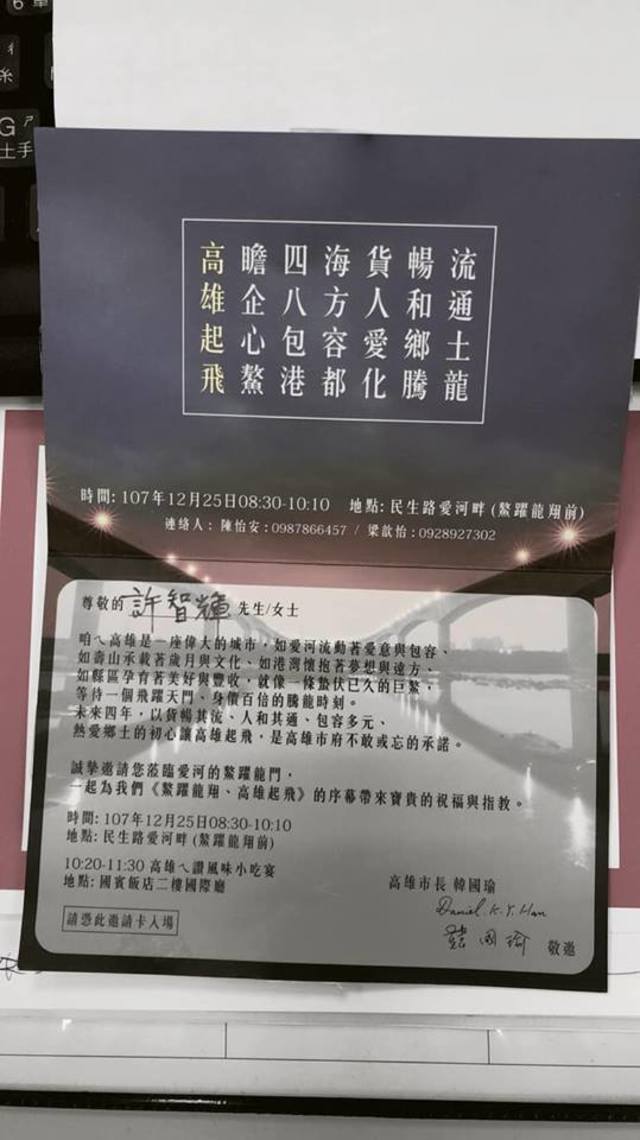 高瞻四海貨暢流
雄企八方人和通
起心包容愛鄉土
飛鰲港都化騰龍
時間: 107年12月25日08:30-10:10 地點: 民生路愛河畔 (鰲躍龍翔前)
連絡人: 陳怡安: 0987866457 / 梁歆怡: 0928927302
尊敬的 許智輝 先生/女士
咱ㄟ高雄是一座偉大的城市，如愛河流動著愛意與包容、
如壽山承載著歲月與文化、如港灣懷抱著夢想與遠方、
如縣區孕育著美好與豐收，就像一條蟄伏已久的巨鰲，
等待一個飛躍天門、身價百倍的騰龍時刻。
未來四年，以貨暢其流、人和其通、包容多元、
熱愛鄉土的初心讓高雄起飛，是高雄市府不敢或忘的承諾。
誠摯邀請您蒞臨愛河的鰲躍龍門，
一起為我們《鰲躍龍翔、高雄起飛》的序幕帶來寶貴的祝福與指教。
時間: 107年12月25日08:30-10:10
地點: 民生路愛河畔 (鰲躍龍翔前)
10:20-11:30 高雄ㄟ讚風味小吃宴
地點: 國賓飯店二樓國際廳
請憑此邀請卡入場
高雄市長 韓國瑜
Daniel. K. Y. Han
韓國瑜 敬邀
6
G
土手